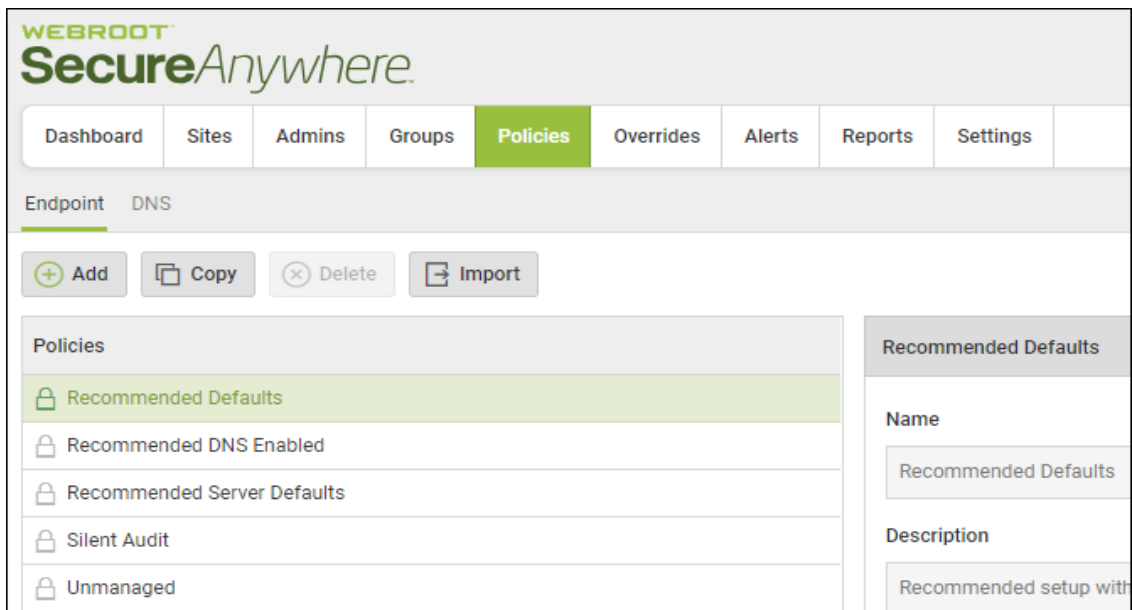 WEBROOT™
SecureAnywhere.
Dashboard Sites Admins Groups Policies Overrides Alerts Reports Settings
Endpoint DNS
Add Copy Delete Import
Policies
Recommended Defaults
Recommended DNS Enabled
Recommended Server Defaults
Silent Audit
Unmanaged
Recommended Defaults
Name
Recommended Defaults
Description
Recommended setup with